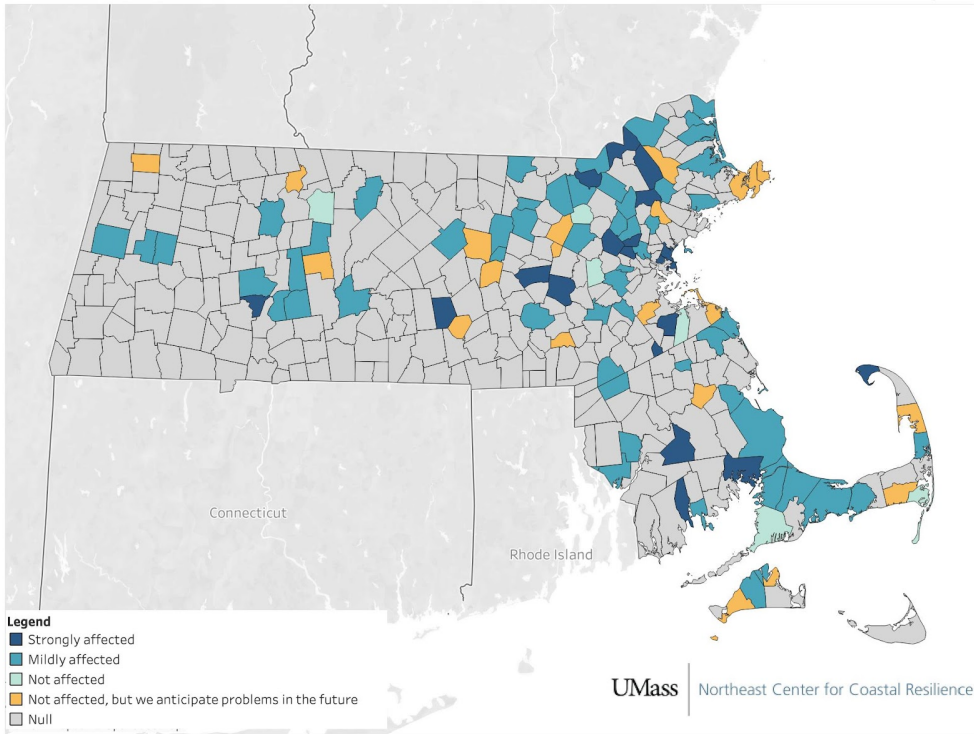 Connecticut
Rhode Island
Legend
Strongly affected
Mildly affected
Not affected
Not affected, but we anticipate problems in the future
Null
UMass | Northeast Center for Coastal Resilience